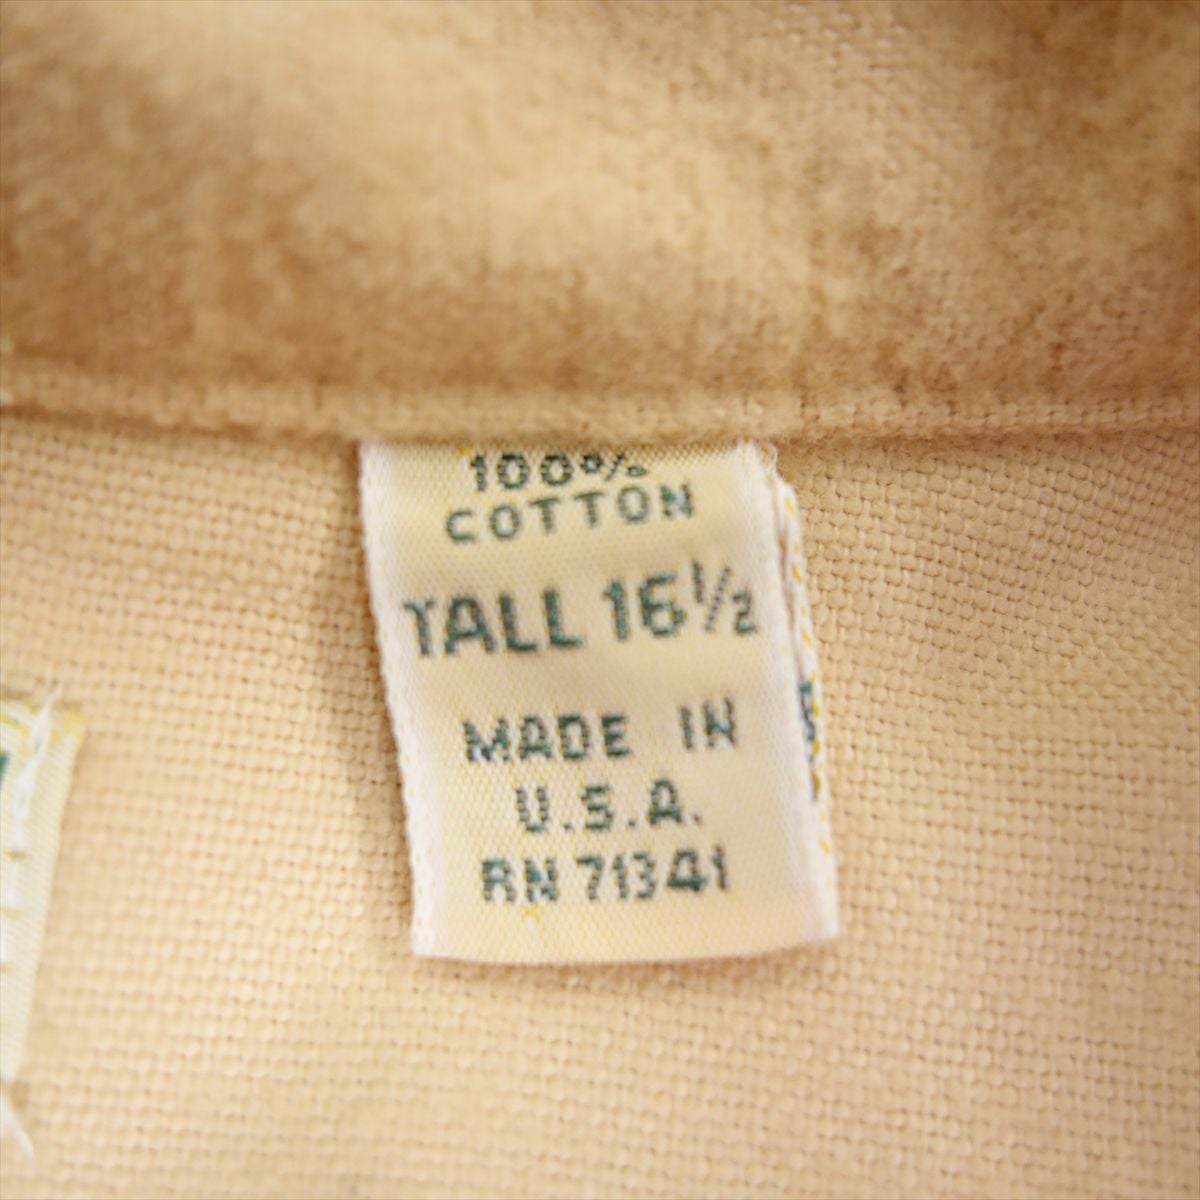 100%
COTTON
TALL 16½
MADE IN
U.S.A.
RN 71341